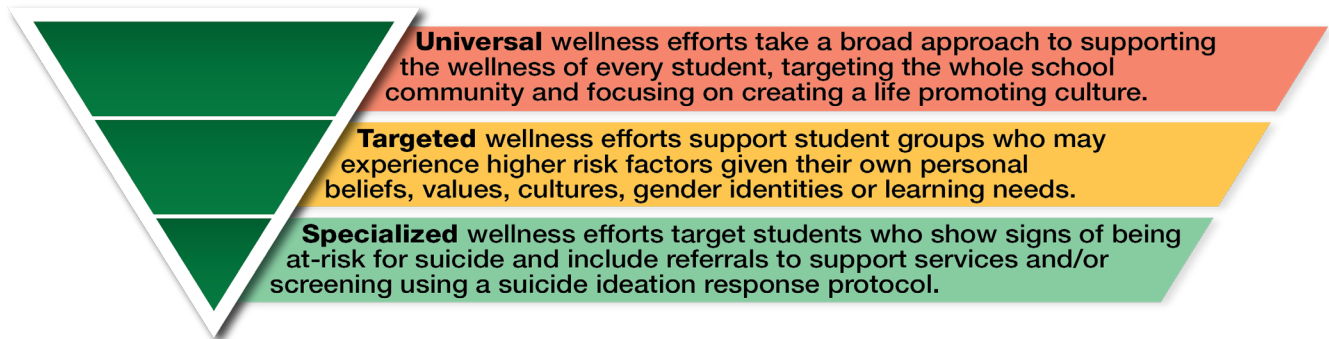 Universal wellness efforts take a broad approach to supporting
the wellness of every student, targeting the whole school
community and focusing on creating a life promoting culture.
Targeted wellness efforts support student groups who may
experience higher risk factors given their own personal
beliefs, values, cultures, gender identities or learning needs.
Specialized wellness efforts target students who show signs of being
at-risk for suicide and include referrals to support services and/or
screening using a suicide ideation response protocol.